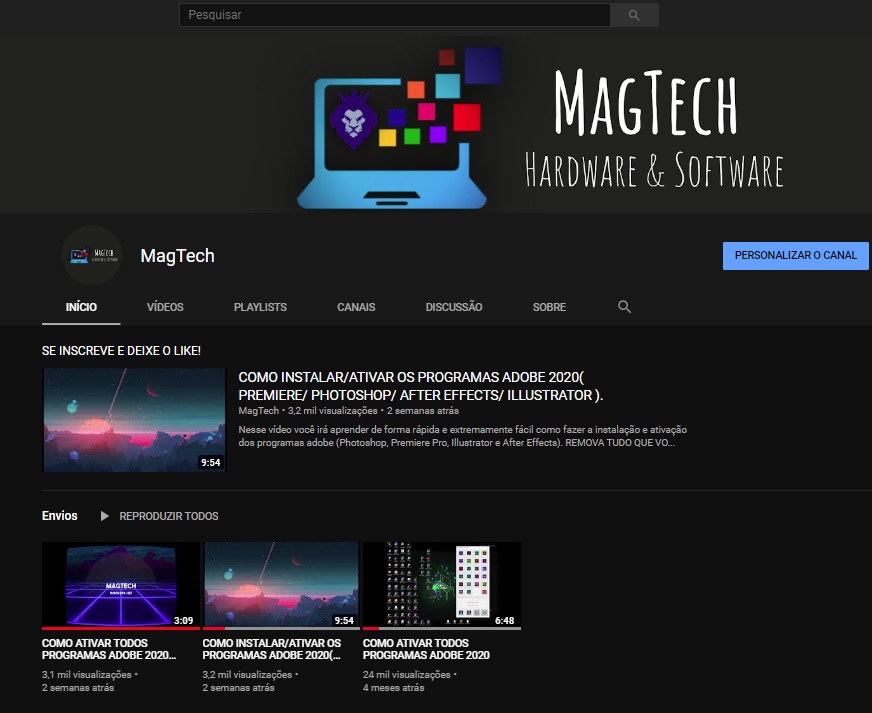 Pesquisar
MAGTECH
HARDWARE & SOFTWARE
MAGTECH
MagTech
PERSONALIZAR O CANAL
INÍCIO
VÍDEOS
PLAYLISTS
CANAIS
DISCUSSÃO
SOBRE
SE INSCREVE E DEIXE O LIKE!
COMO INSTALAR/ATIVAR OS PROGRAMAS ADOBE 2020(
PREMIERE/ PHOTOSHOP/ AFTER EFFECTS/ ILLUSTRATOR ).
MagTech • 3,2 mil visualizações • 2 semanas atrás
Nesse vídeo você irá aprender de forma rápida e extremamente fácil como fazer a instalação e ativação
dos programas adobe (Photoshop, Premiere Pro, Illustrator e After Effects). REMOVA TUDO QUE VO...
9:54
Envios
REPRODUZIR TODOS
MAGTECH
3:09
COMO ATIVAR TODOS
PROGRAMAS ADOBE 2020...
3,1 mil visualizações •
2 semanas atrás
9:54
COMO INSTALAR/ATIVAR OS
PROGRAMAS ADOBE 2020(...
3,2 mil visualizações •
2 semanas atrás
6:48
COMO ATIVAR TODOS
PROGRAMAS ADOBE 2020
24 mil visualizações •
4 meses atrás